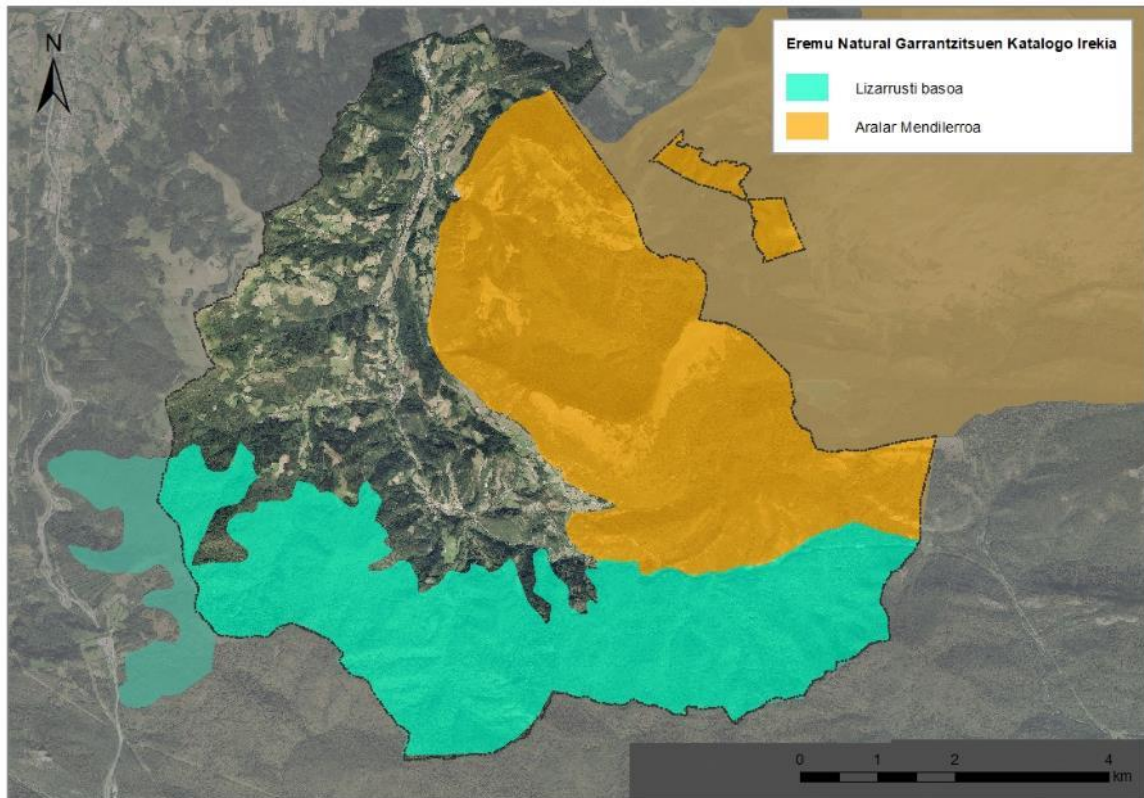 N
Eremu Natural Garrantzitsuen Katalogo Irekia
Lizarrusti basoa
Aralar Mendilerroa
0 1 2 4
km